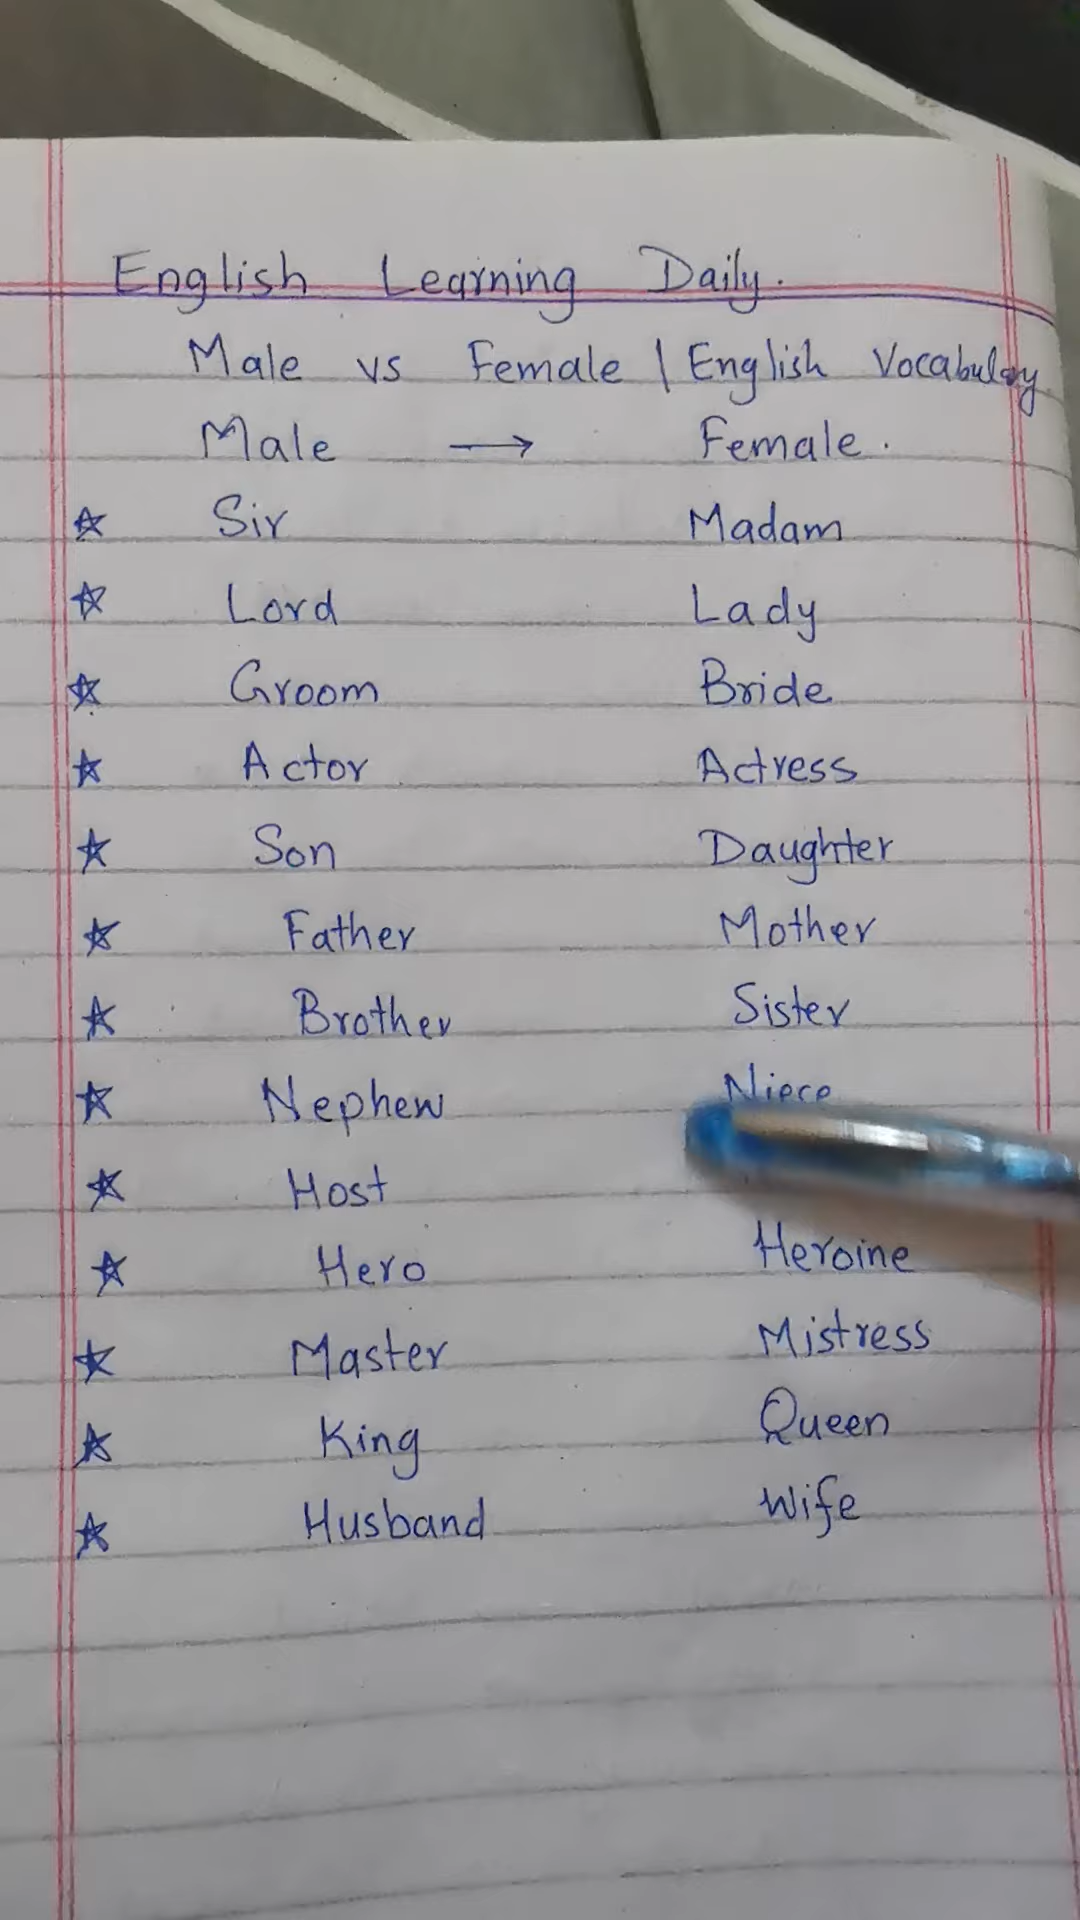 English Learning Daily.
Male vs Female | English Vocabulary
Male → Female.
☆ Sir Madam
☆ Lord Lady
☆ Groom Bride
☆ Actor Actress
☆ Son Daughter
☆ Father Mother
☆ Brother Sister
☆ Nephew Niece
☆ Host
☆ Hero Heroine
☆ Master Mistress
☆ King Queen
☆ Husband Wife